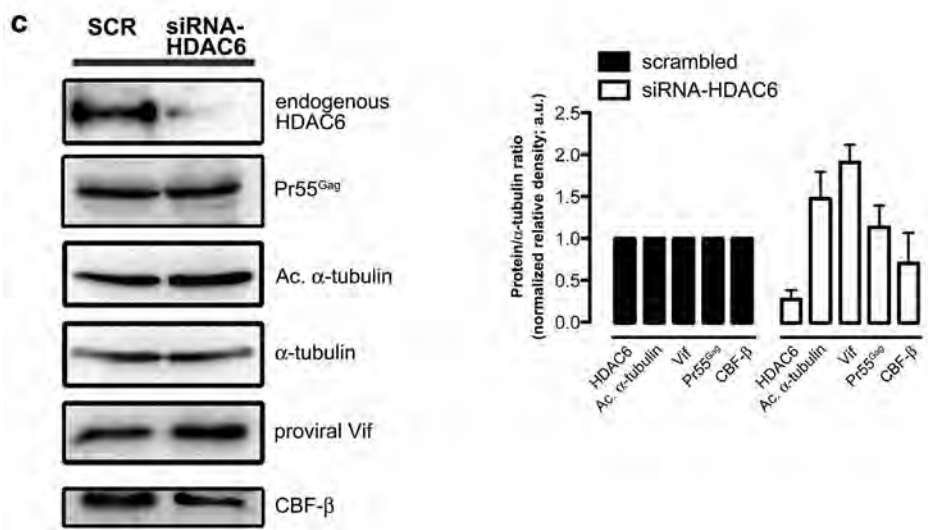 c
SCR
siRNA-
HDAC6
endogenous
HDAC6
Pr55Gag
Ac. α-tubulin
α-tubulin
proviral Vif
CBF-β
scrambled
siRNA-HDAC6
Protein/α-tubulin ratio
(normalized relative density; a.u.)
2.5
2.0
1.5
1.0
0.5
0.0
HDAC6
Ac. α-tubulin
Vif
Pr55Gag
CBF-β
HDAC6
Ac. α-tubulin
Vif
Pr55Gag
CBF-β